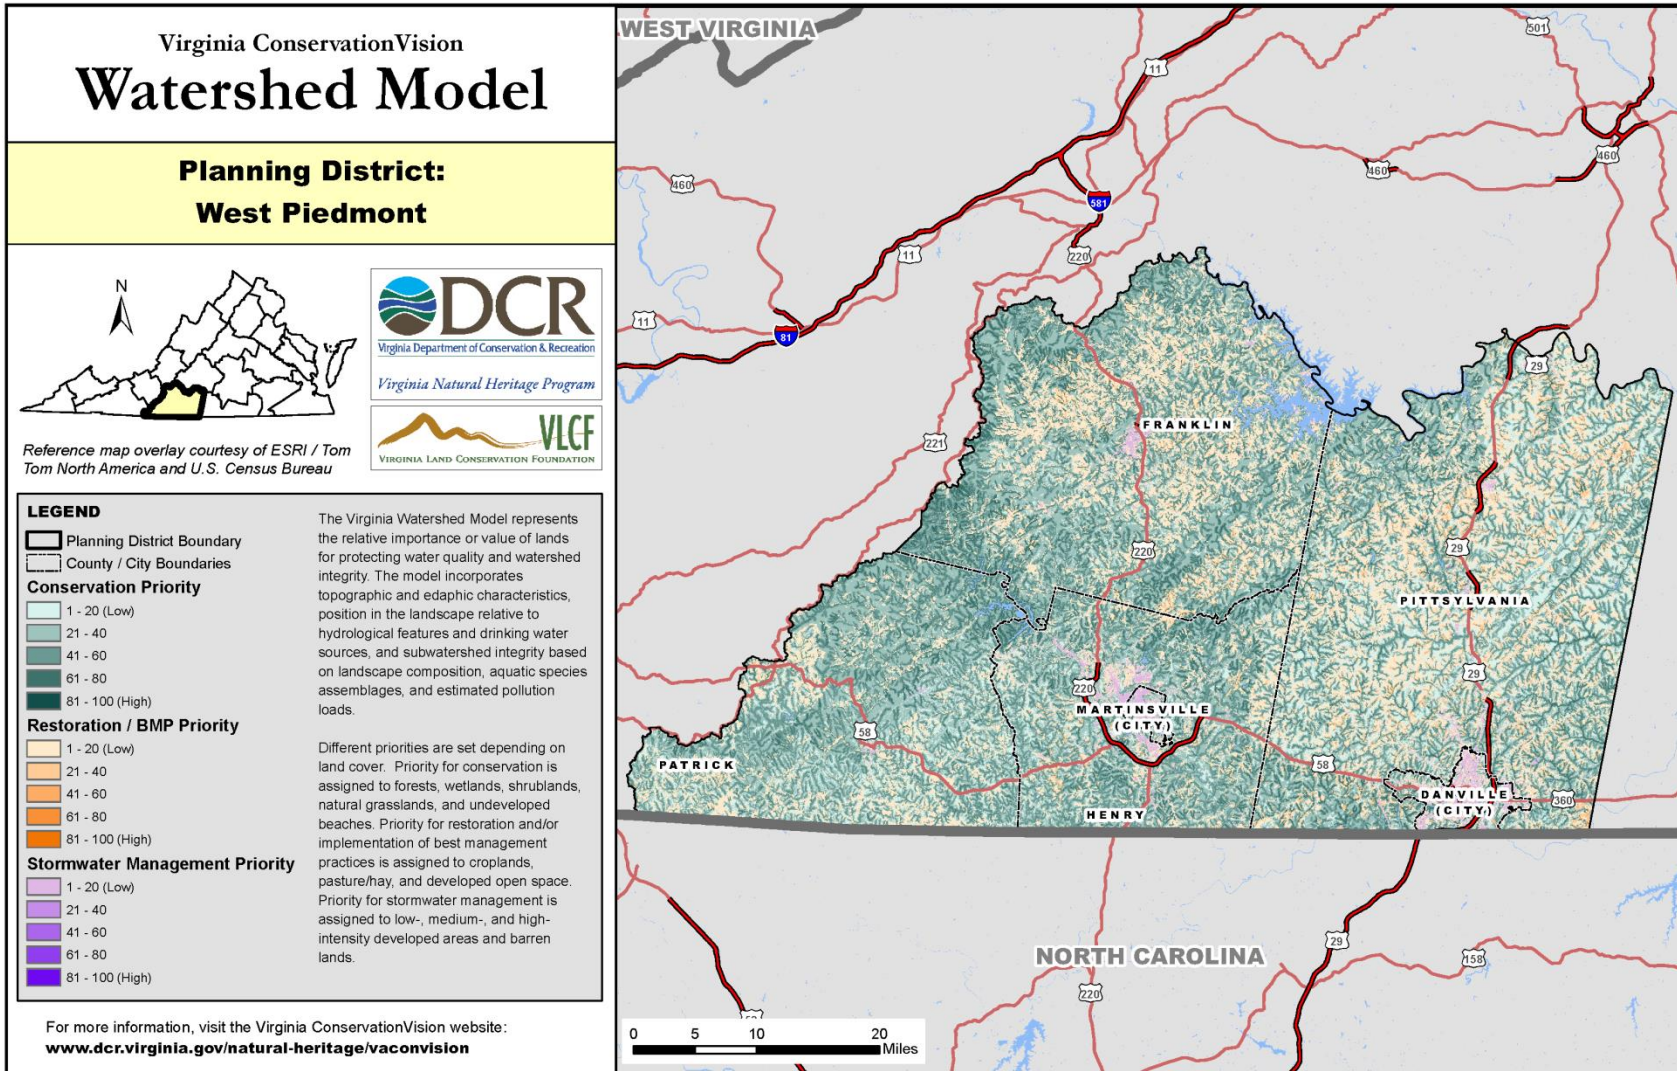 Virginia ConservationVision
Watershed Model
Planning District:
West Piedmont
N
DCR
Virginia Department of Conservation & Recreation
Virginia Natural Heritage Program
VLCF
VIRGINIA LAND CONSERVATION FOUNDATION
Reference map overlay courtesy of ESRI / Tom
Tom North America and U.S. Census Bureau
LEGEND
Planning District Boundary
County / City Boundaries
Conservation Priority
1 - 20 (Low)
21 - 40
41 - 60
61 - 80
81 - 100 (High)
Restoration / BMP Priority
1 - 20 (Low)
21 - 40
41 - 60
61 - 80
81 - 100 (High)
Stormwater Management Priority
1 - 20 (Low)
21 - 40
41 - 60
61 - 80
81 - 100 (High)
The Virginia Watershed Model represents
the relative importance or value of lands
for protecting water quality and watershed
integrity. The model incorporates
topographic and edaphic characteristics,
position in the landscape relative to
hydrological features and drinking water
sources, and subwatershed integrity based
on landscape composition, aquatic species
assemblages, and estimated pollution
loads.
Different priorities are set depending on
land cover. Priority for conservation is
assigned to forests, wetlands, shrublands,
natural grasslands, and undeveloped
beaches. Priority for restoration and/or
implementation of best management
practices is assigned to croplands,
pasture/hay, and developed open space.
Priority for stormwater management is
assigned to low-, medium-, and high-
intensity developed areas and barren
lands.
For more information, visit the Virginia ConservationVision website:
www.dcr.virginia.gov/natural-heritage/vaconvision
WEST VIRGINIA
501
11
460
460
460
581
220
11
11
81
29
221
FRANKLIN
220
29
PITTSYLVANIA
29
220
MARTINSVILLE
(CITY)
58
PATRICK
58
DANVILLE
(CITY)
360
HENRY
NORTH CAROLINA
29
158
220
0 5 10 20
Miles